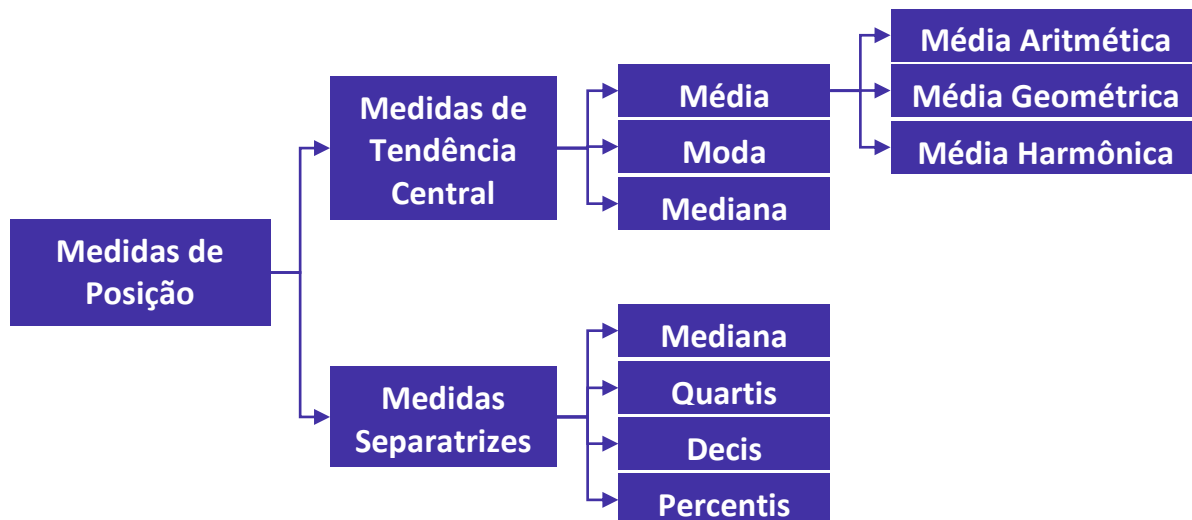 Medidas de
Posição
Medidas de
Tendência
Central
Média
Moda
Mediana
Média Aritmética
Média Geométrica
Média Harmônica
Medidas
Separatrizes
Mediana
Quartis
Decis
Percentis